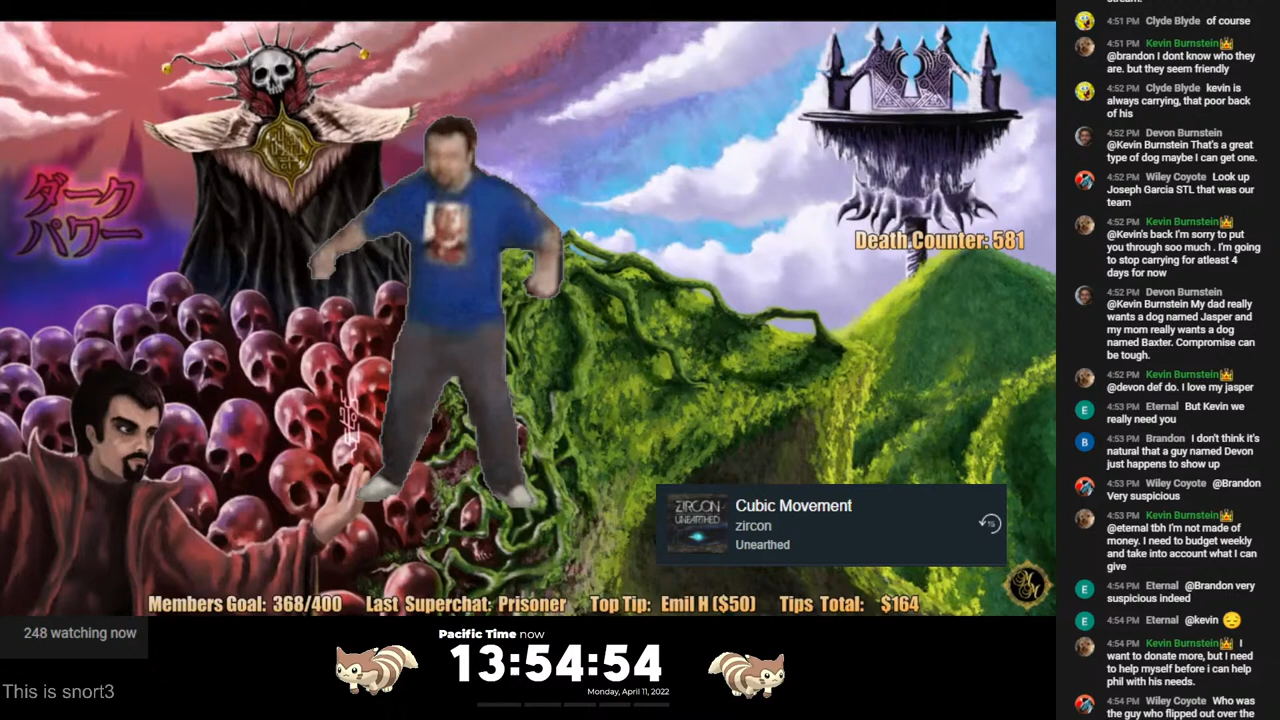 ダーク
パワー
Death Counter: 581
ZIRCON
UNEARTHED
Cubic Movement
zircon
Unearthed
15
Members Goal: 368/400
Last Superchat: Prisoner
Top Tip: Emil H ($50)
Tips Total: $164
248 watching now
Pacific Time now
13:54:54
Monday, April 11, 2022
This is snort3
stream.
4:51 PM Clyde Blyde of course
4:51 PM Kevin Burnstein
@brandon I dont know who they
are. but they seem friendly
4:52 PM Clyde Blyde kevin is
always carrying, that poor back
of his
4:52 PM Devon Burnstein
@Kevin Burnstein That's a great
type of dog maybe I can get one.
4:52 PM Wiley Coyote Look up
Joseph Garcia STL that was our
team
4:52 PM Kevin Burnstein
@Kevin's back I'm sorry to put
you through soo much . I'm going
to stop carrying for atleast 4
days for now
4:52 PM Devon Burnstein
@Kevin Burnstein My dad really
wants a dog named Jasper and
my mom really wants a dog
named Baxter. Compromise can
be tough.
4:52 PM Kevin Burnstein
@devon def do. I love my jasper
E
4:53 PM Eternal But Kevin we
really need you
B
4:53 PM Brandon I don't think it's
natural that a guy named Devon
just happens to show up
4:53 PM Wiley Coyote @Brandon
Very suspicious
4:53 PM Kevin Burnstein
@eternal tbh I'm not made of
money. I need to budget weekly
and take into account what I can
give
E
4:54 PM Eternal @Brandon very
suspicious indeed
E
4:54 PM Eternal @kevin 😔
4:54 PM Kevin Burnstein I
want to donate more, but I need
to help myself before i can help
phil with his needs.
4:54 PM Wiley Coyote Who was
the guy who flipped out over the